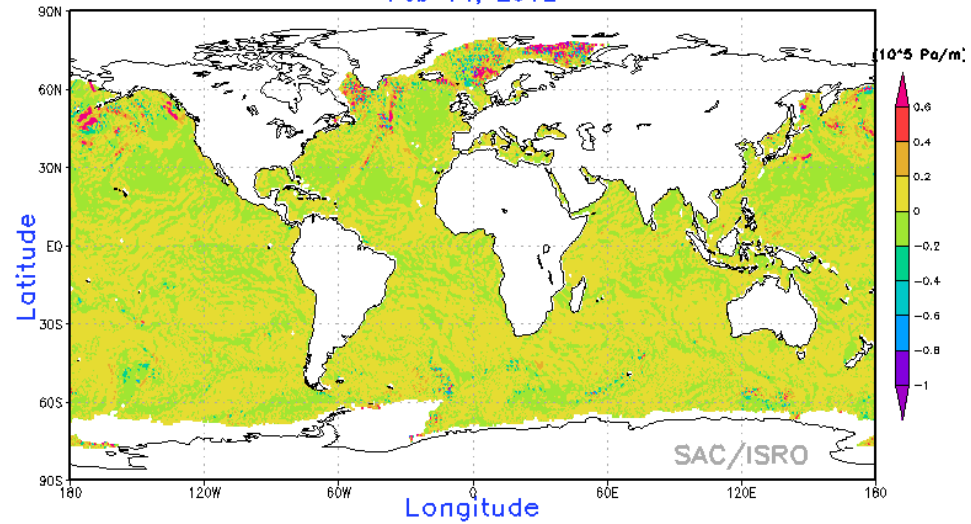 90N
60N
30N
EQ
30S
60S
90S
180
120W
60W
0
60E
120E
160
Latitude
Longitude
(10^5 Pa/m)
0.6
0.4
0.2
0
-0.2
-0.4
-0.6
-0.8
-1
SAC/ISRO